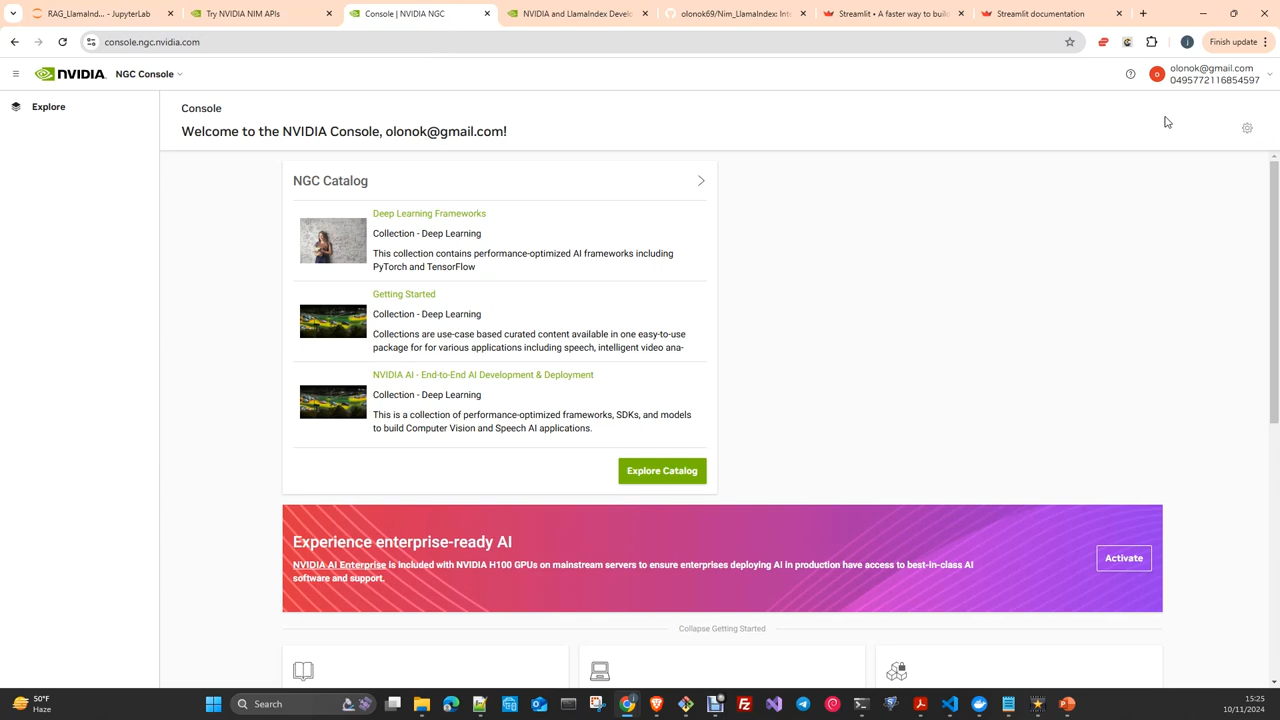 RAG_LlamaInd... - JupyterLab
Try NVIDIA NIM APIs
Console | NVIDIA NGC
NVIDIA and LlamaIndex Develo
olonok69/Nim_LlamaIndex: Inte
Streamlit • A faster way to build
Streamlit documentation
console.ngc.nvidia.com
Finish update
NVIDIA.
NGC Console
olonok@gmail.com
0495772116854597
Explore
Console
Welcome to the NVIDIA Console, olonok@gmail.com!
NGC Catalog
Deep Learning Frameworks
Collection - Deep Learning
This collection contains performance-optimized AI frameworks including
PyTorch and TensorFlow
Getting Started
Collection - Deep Learning
Collections are use-case based curated content available in one easy-to-use
package for for various applications including speech, intelligent video ana-
NVIDIA AI - End-to-End AI Development & Deployment
Collection - Deep Learning
This is a collection of performance-optimized frameworks, SDKs, and models
to build Computer Vision and Speech AI applications.
Explore Catalog
Experience enterprise-ready AI
NVIDIA AI Enterprise is included with NVIDIA H100 GPUs on mainstream servers to ensure enterprises deploying AI in production have access to best-in-class AI
software and support.
Activate
Collapse Getting Started
50°F
Haze
Search
15:25
10/11/2024